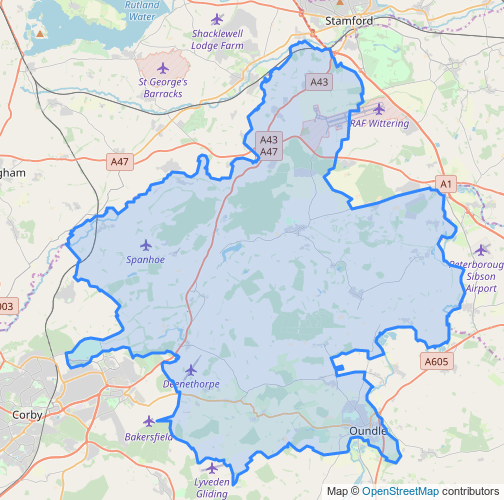 Rutland
Water
Stamford
Shacklewell
Lodge Farm
St George's
Barracks
A43
RAF Wittering
A43
A47
A47
A1
gham
Spanhoe
Peterborough
Sibson
Airport
003
A605
Deenethorpe
Corby
Bakersfield
Oundle
Lyveden
Gliding
Map © OpenStreetMap contributors